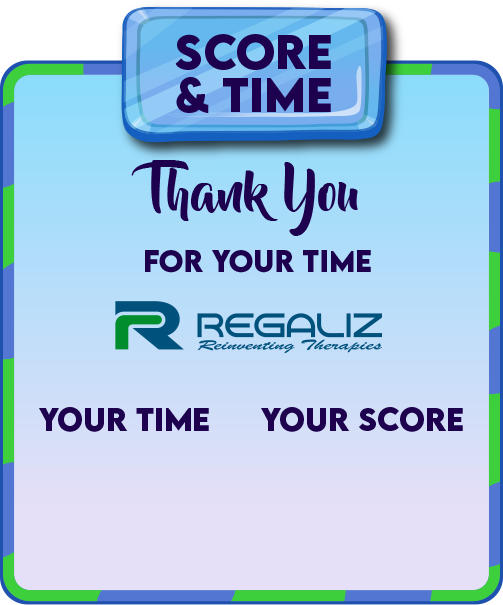 SCORE
& TIME
Thank You
FOR YOUR TIME
REGALIZ
Reinventing Therapies
YOUR TIME YOUR SCORE